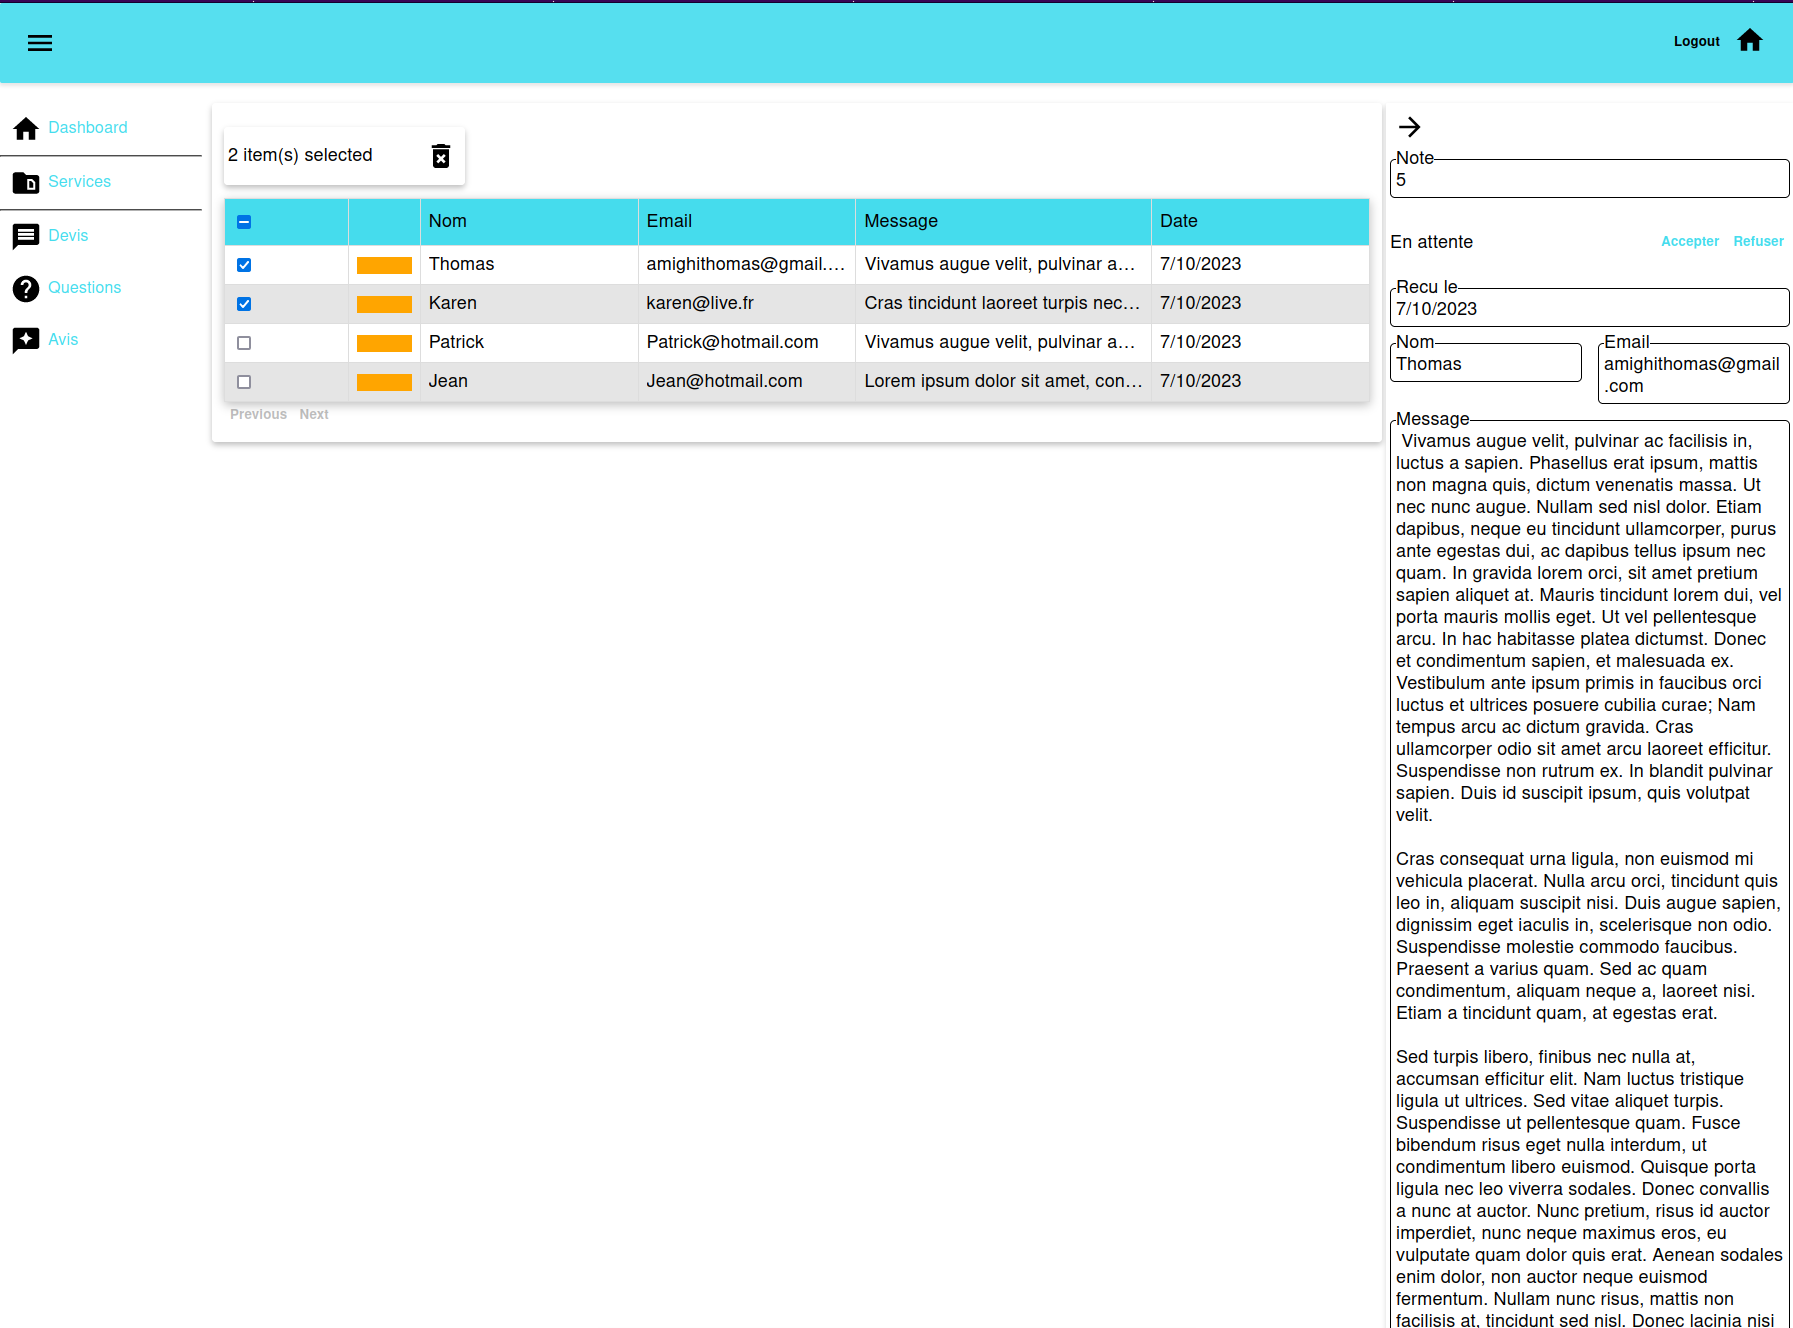 Logout
Dashboard
Services
Devis
Questions
Avis
2 item(s) selected
Nom Email Message Date
Thomas amighithomas@gmail.... Vivamus augue velit, pulvinar a... 7/10/2023
Karen karen@live.fr Cras tincidunt laoreet turpis nec... 7/10/2023
Patrick Patrick@hotmail.com Vivamus augue velit, pulvinar a... 7/10/2023
Jean Jean@hotmail.com Lorem ipsum dolor sit amet, con... 7/10/2023
Previous Next
Note
5
En attente Accepter Refuser
Recu le
7/10/2023
Nom
Thomas
Email
amighithomas@gmail
.com
Message
Vivamus augue velit, pulvinar ac facilisis in,
luctus a sapien. Phasellus erat ipsum, mattis
non magna quis, dictum venenatis massa. Ut
nec nunc augue. Nullam sed nisl dolor. Etiam
dapibus, neque eu tincidunt ullamcorper, purus
ante egestas dui, ac dapibus tellus ipsum nec
quam. In gravida lorem orci, sit amet pretium
sapien aliquet at. Mauris tincidunt lorem dui, vel
porta mauris mollis eget. Ut vel pellentesque
arcu. In hac habitasse platea dictumst. Donec
et condimentum sapien, et malesuada ex.
Vestibulum ante ipsum primis in faucibus orci
luctus et ultrices posuere cubilia curae; Nam
tempus arcu ac dictum gravida. Cras
ullamcorper odio sit amet arcu laoreet efficitur.
Suspendisse non rutrum ex. In blandit pulvinar
sapien. Duis id suscipit ipsum, quis volutpat
velit.
Cras consequat urna ligula, non euismod mi
vehicula placerat. Nulla arcu orci, tincidunt quis
leo in, aliquam suscipit nisi. Duis augue sapien,
dignissim eget iaculis in, scelerisque non odio.
Suspendisse molestie commodo faucibus.
Praesent a varius quam. Sed ac quam
condimentum, aliquam neque a, laoreet nisi.
Etiam a tincidunt quam, at egestas erat.
Sed turpis libero, finibus nec nulla at,
accumsan efficitur elit. Nam luctus tristique
ligula ut ultrices. Sed vitae aliquet turpis.
Suspendisse ut pellentesque quam. Fusce
bibendum risus eget nulla interdum, ut
condimentum libero euismod. Quisque porta
ligula nec leo viverra sodales. Donec convallis
a nunc at auctor. Nunc pretium, risus id auctor
imperdiet, nunc neque maximus eros, eu
vulputate quam dolor quis erat. Aenean sodales
enim dolor, non auctor neque euismod
fermentum. Nullam nunc risus, mattis non
facilisis at, tincidunt sed nisl. Donec lacinia nisi